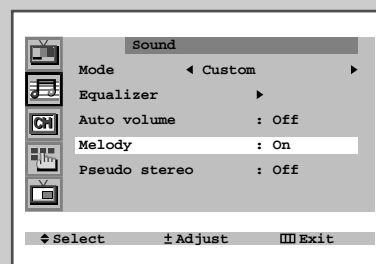 Sound
Mode ◀ Custom ▶
Equalizer ▶
Auto volume : Off
CH
Melody : On
Pseudo stereo : Off
Select ± Adjust Exit